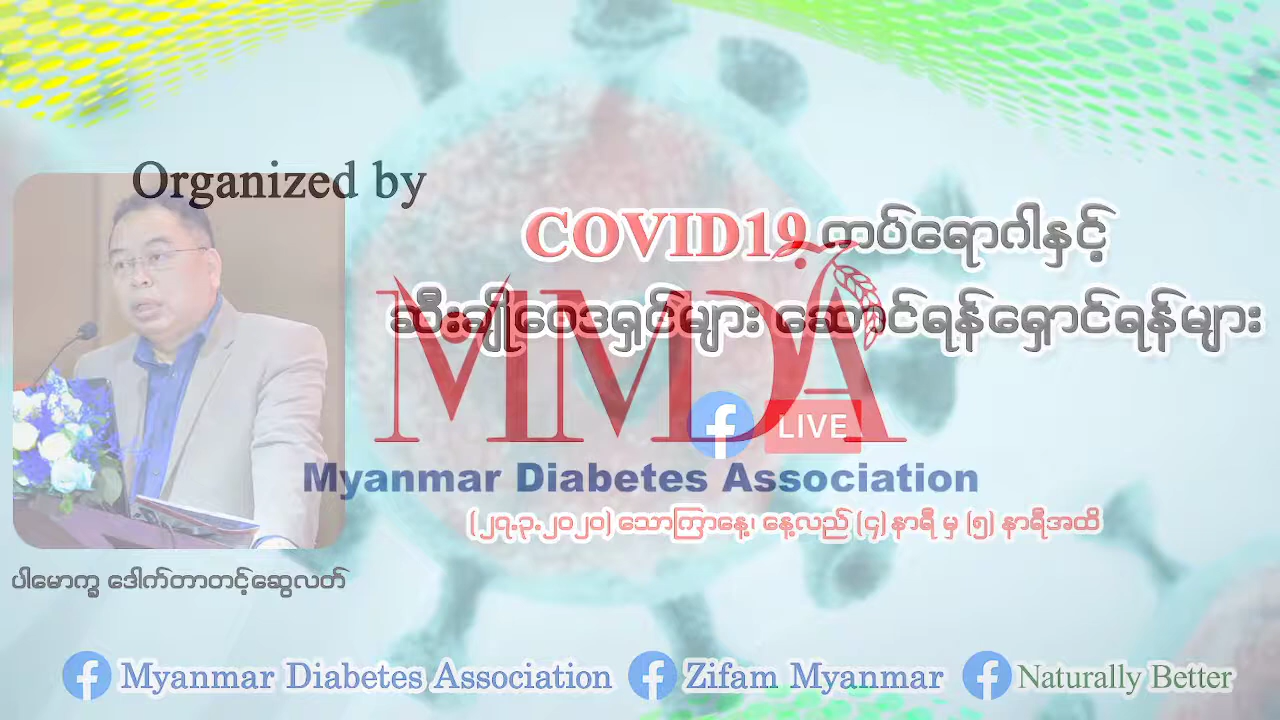 Organized by
COVID19 ကပ်ရောဂါနှင့်
ဆီးချိုဝေဒနာရှင်များ ဆောင်ရန်ရှောင်ရန်များ
MMDA
LIVE
Myanmar Diabetes Association
(၂၇.၃.၂၀၂၀) သောကြာနေ့၊ နေ့လည် (၄) နာရီ မှ (၅) နာရီအထိ
ပါမောက္ခ ဒေါက်တာတင့်ဆွေလတ်
Myanmar Diabetes Association Zifam Myanmar Naturally Better